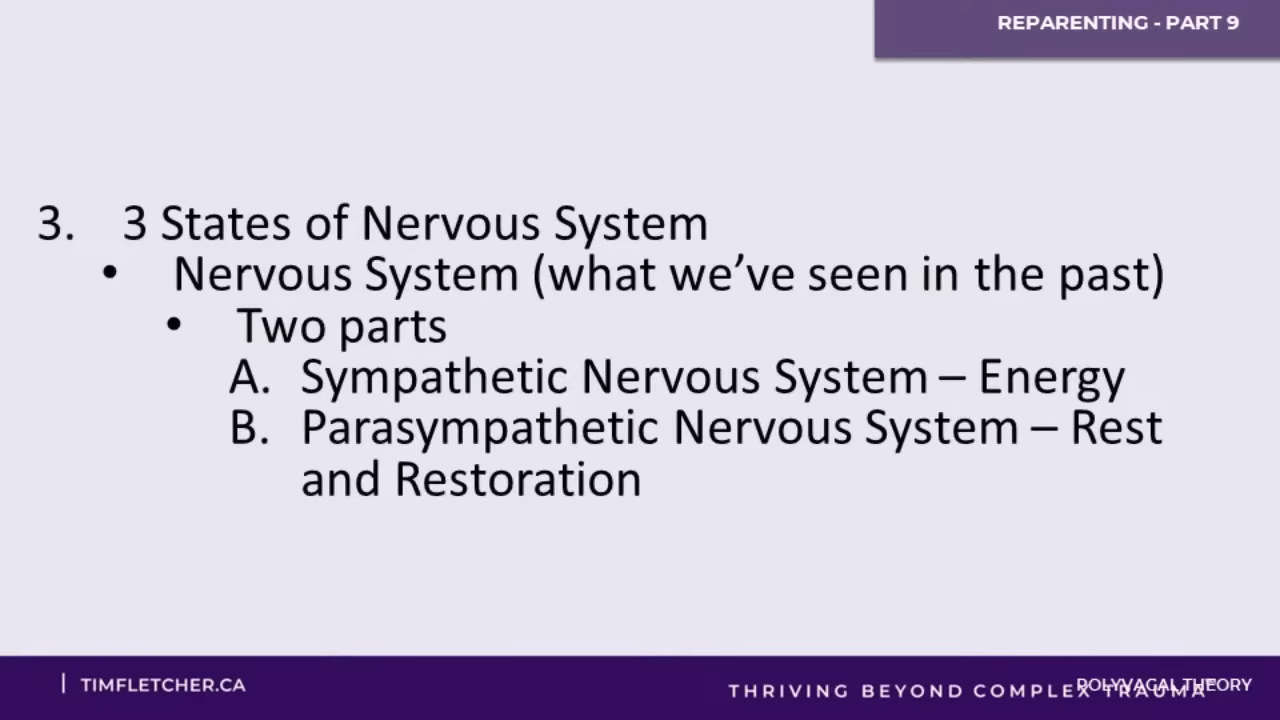 REPARENTING - PART 9
3. 3 States of Nervous System
• Nervous System (what we’ve seen in the past)
• Two parts
A. Sympathetic Nervous System – Energy
B. Parasympathetic Nervous System – Rest
and Restoration
| TIMFLETCHER.CA
THRIVING BEYOND COMPLEX TRAUMA
POLYVAGAL THEORY